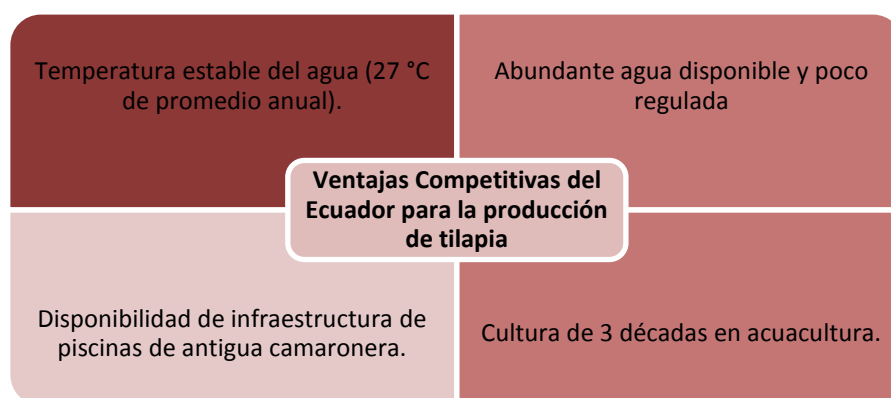 Temperatura estable del agua (27 °C
de promedio anual).
Abundante agua disponible y poco
regulada
Ventajas Competitivas del
Ecuador para la producción
de tilapia
Disponibilidad de infraestructura de
piscinas de antigua camaronera.
Cultura de 3 décadas en acuacultura.